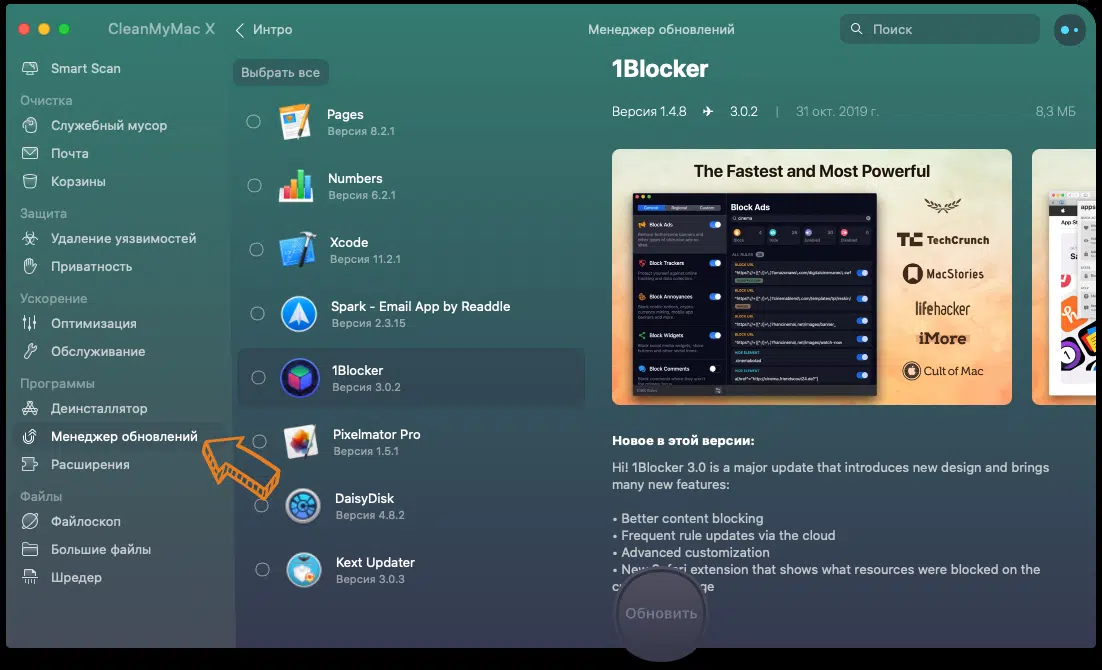 CleanMyMac X
Интро
Менеджер обновлений
Поиск
Smart Scan
Очистка
Служебный мусор
Почта
Корзины
Защита
Удаление уязвимостей
Приватность
Ускорение
Оптимизация
Обслуживание
Программы
Деинсталлятор
Менеджер обновлений
Расширения
Файлы
Файлоскоп
Большие файлы
Шредер
Выбрать все
Pages
Версия 8.2.1
Numbers
Версия 6.2.1
Xcode
Версия 11.2.1
Spark - Email App by Readdle
Версия 2.3.15
1Blocker
Версия 3.0.2
Pixelmator Pro
Версия 1.5.1
DaisyDisk
Версия 4.8.2
Kext Updater
Версия 3.0.3
1Blocker
Версия 1.4.8 3.0.2 | 31 окт. 2019 г. 8,3 МБ
The Fastest and Most Powerful
General Regional Custom
Block Ads
Block Trackers
Block Annoyances
Block Widgets
Block Comments
Block Ads
cinema
TechCrunch
MacStories
lifehacker
iMore
Cult of Mac
Новое в этой версии:
Hi! 1Blocker 3.0 is a major update that introduces new design and brings
many new features:
• Better content blocking
• Frequent rule updates via the cloud
• Advanced customization
• New Safari extension that shows what resources were blocked on the
Обновить